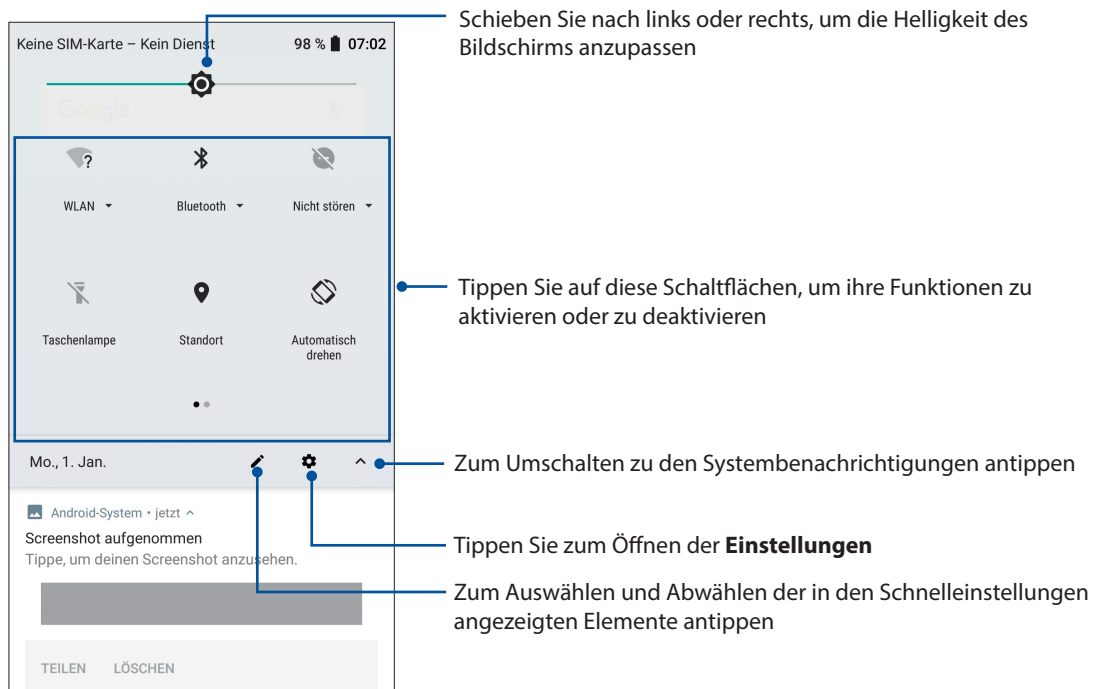 Schieben Sie nach links oder rechts, um die Helligkeit des
Bildschirms anzupassen
Keine SIM-Karte – Kein Dienst 98 % 07:02
Google
?
WLAN Bluetooth Nicht stören
Tippen Sie auf diese Schaltflächen, um ihre Funktionen zu
aktivieren oder zu deaktivieren
Taschenlampe Standort Automatisch
drehen
Mo., 1. Jan.
Zum Umschalten zu den Systembenachrichtigungen antippen
Android-System • jetzt
Screenshot aufgenommen
Tippe, um deinen Screenshot anzusehen.
Tippen Sie zum Öffnen der Einstellungen
Zum Auswählen und Abwählen der in den Schnelleinstellungen
angezeigten Elemente antippen
TEILEN LÖSCHEN